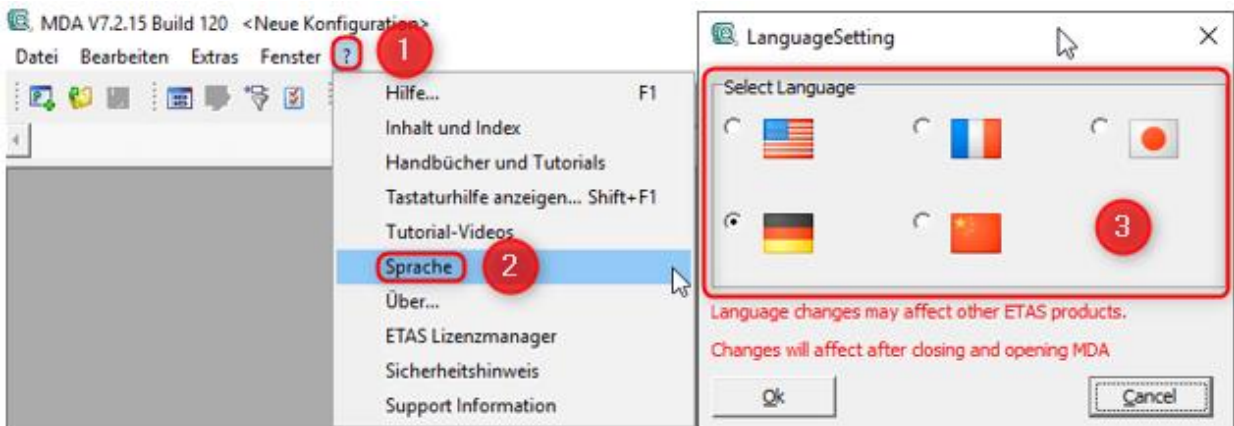 MDA V7.2.15 Build 120 <Neue Konfiguration>
Datei Bearbeiten Extras Fenster ?
1
Hilfe... F1
Inhalt und Index
Handbücher und Tutorials
Tastaturhilfe anzeigen... Shift+F1
Tutorial-Videos
Sprache
2
Über...
ETAS Lizenzmanager
Sicherheitshinweis
Support Information
LanguageSetting
Select Language
3
Language changes may affect other ETAS products.
Changes will affect after closing and opening MDA
Ok
Cancel